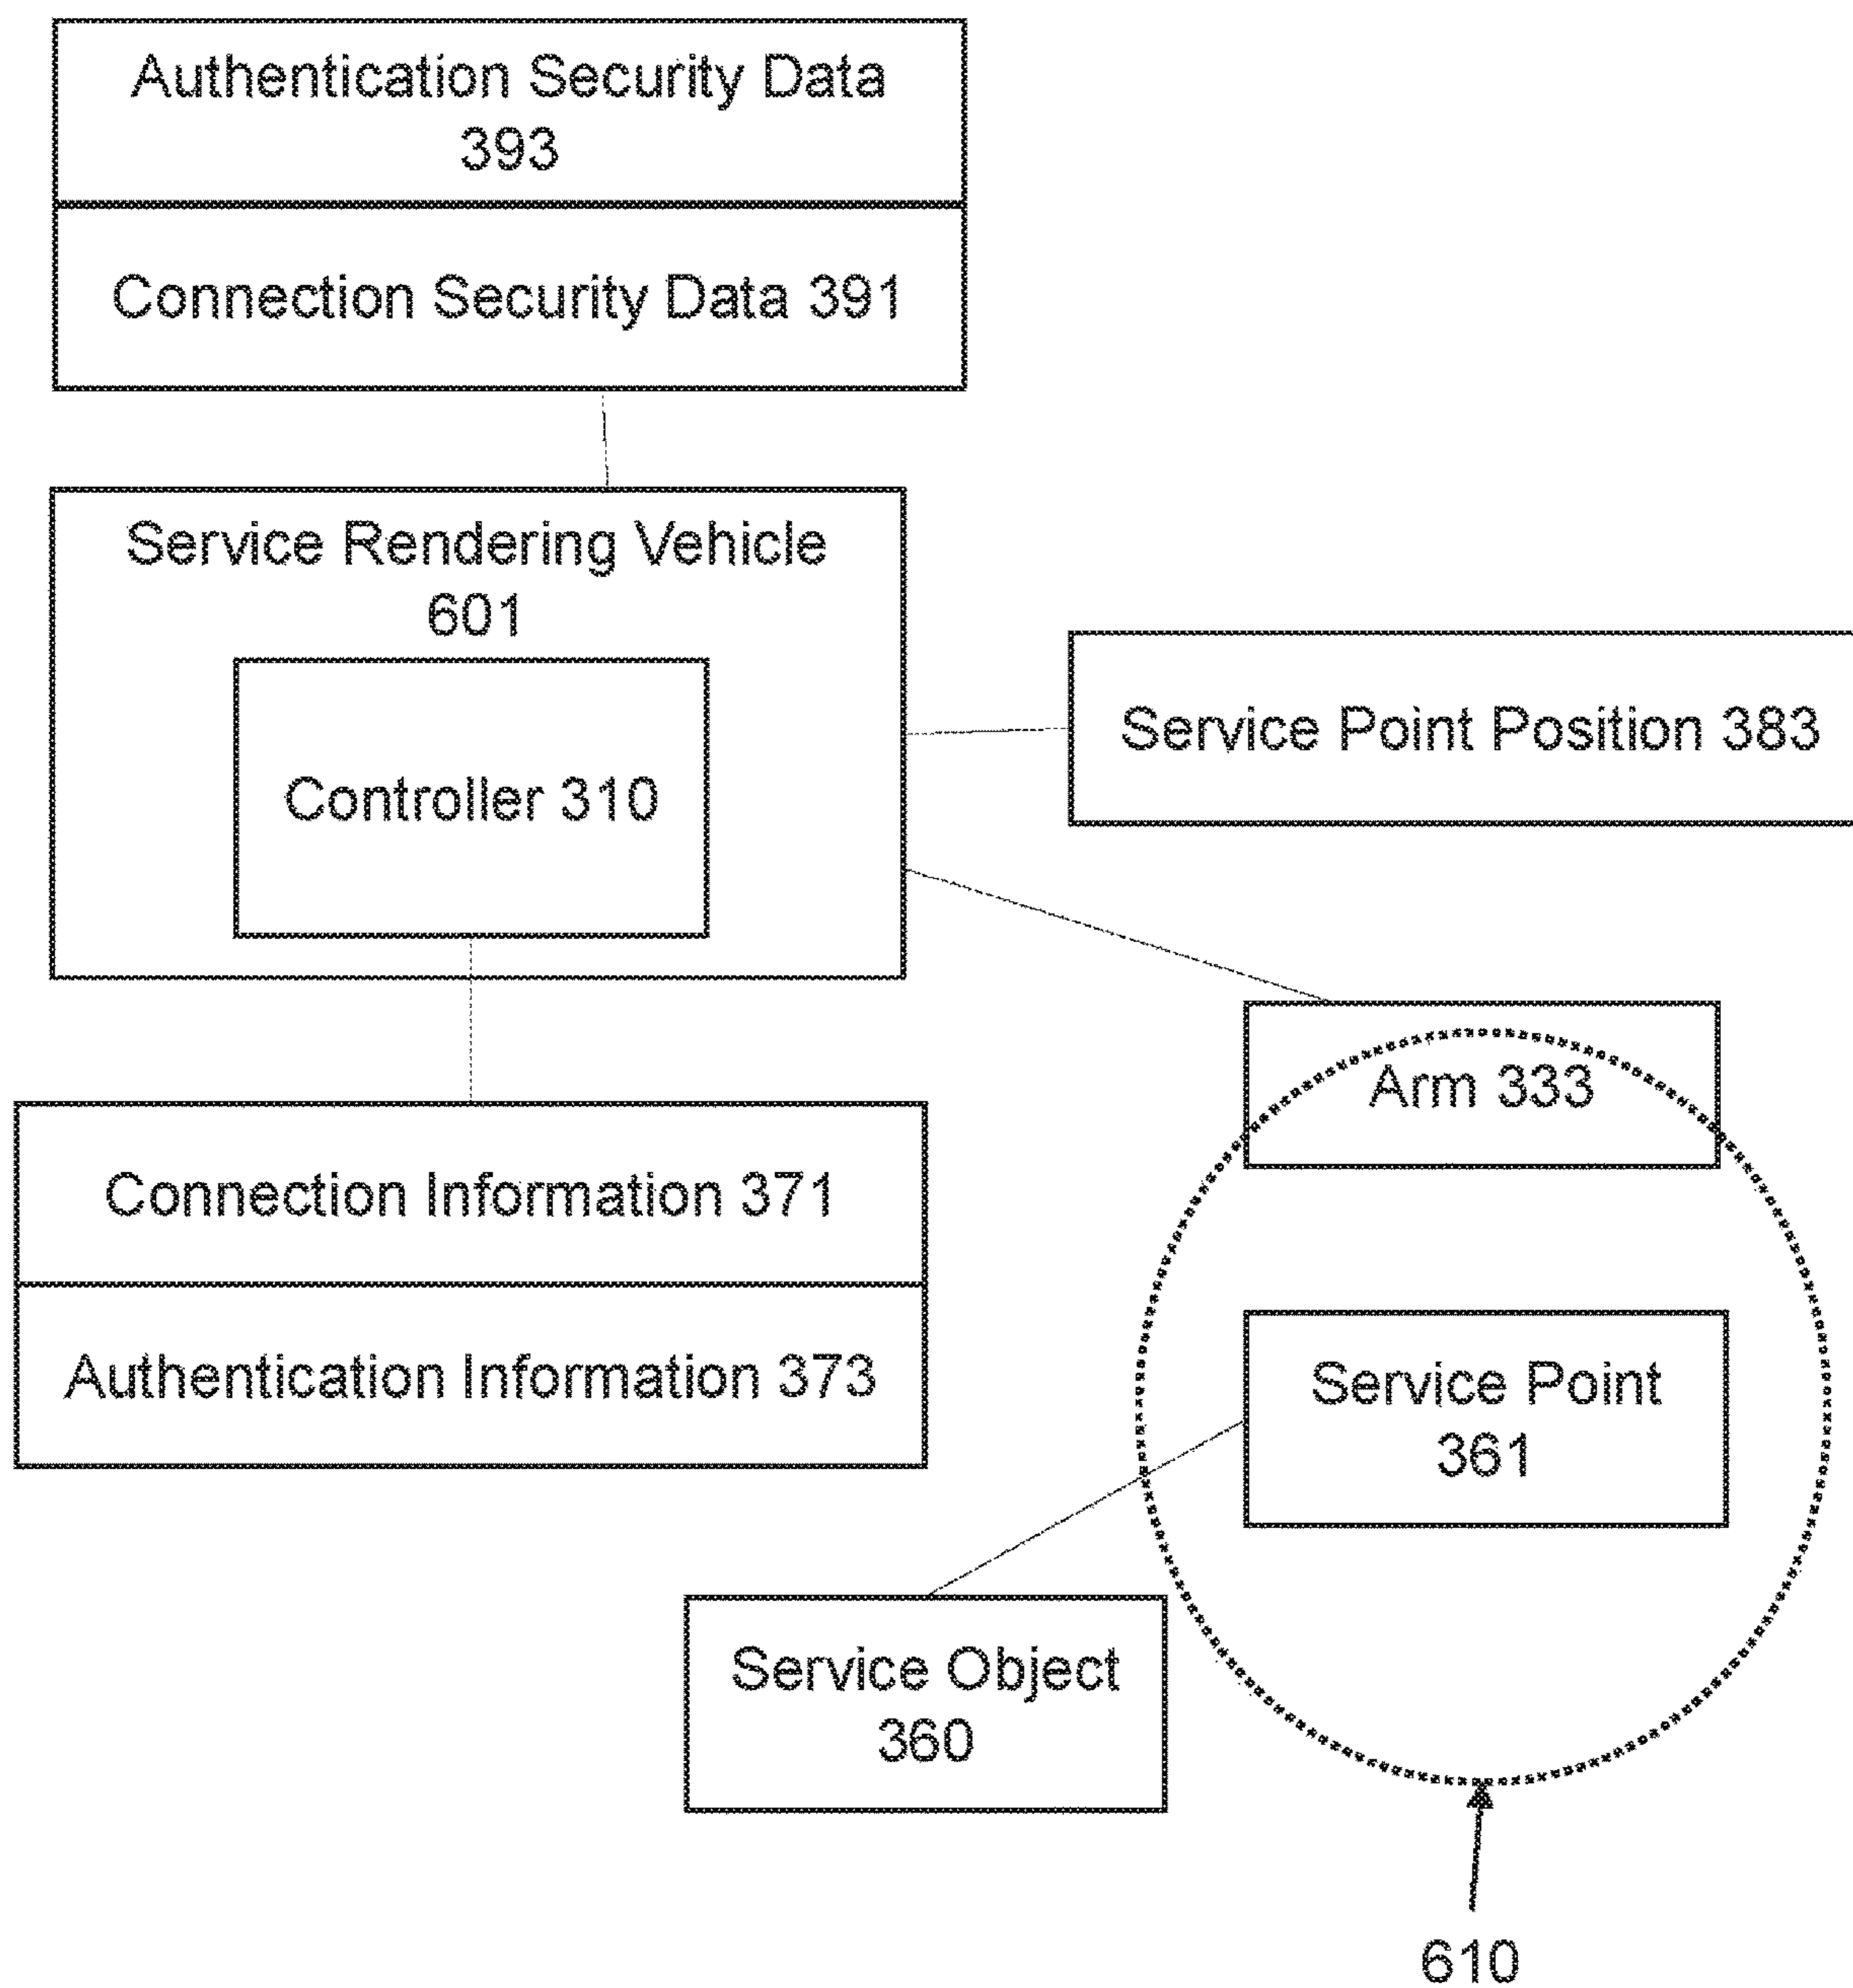 Authentication Security Data
393
Connection Security Data 391
Service Rendering Vehicle
601
Controller 310
Service Point Position 383
Arm 333
Connection Information 371
Authentication Information 373
Service Point
361
Service Object
360
610